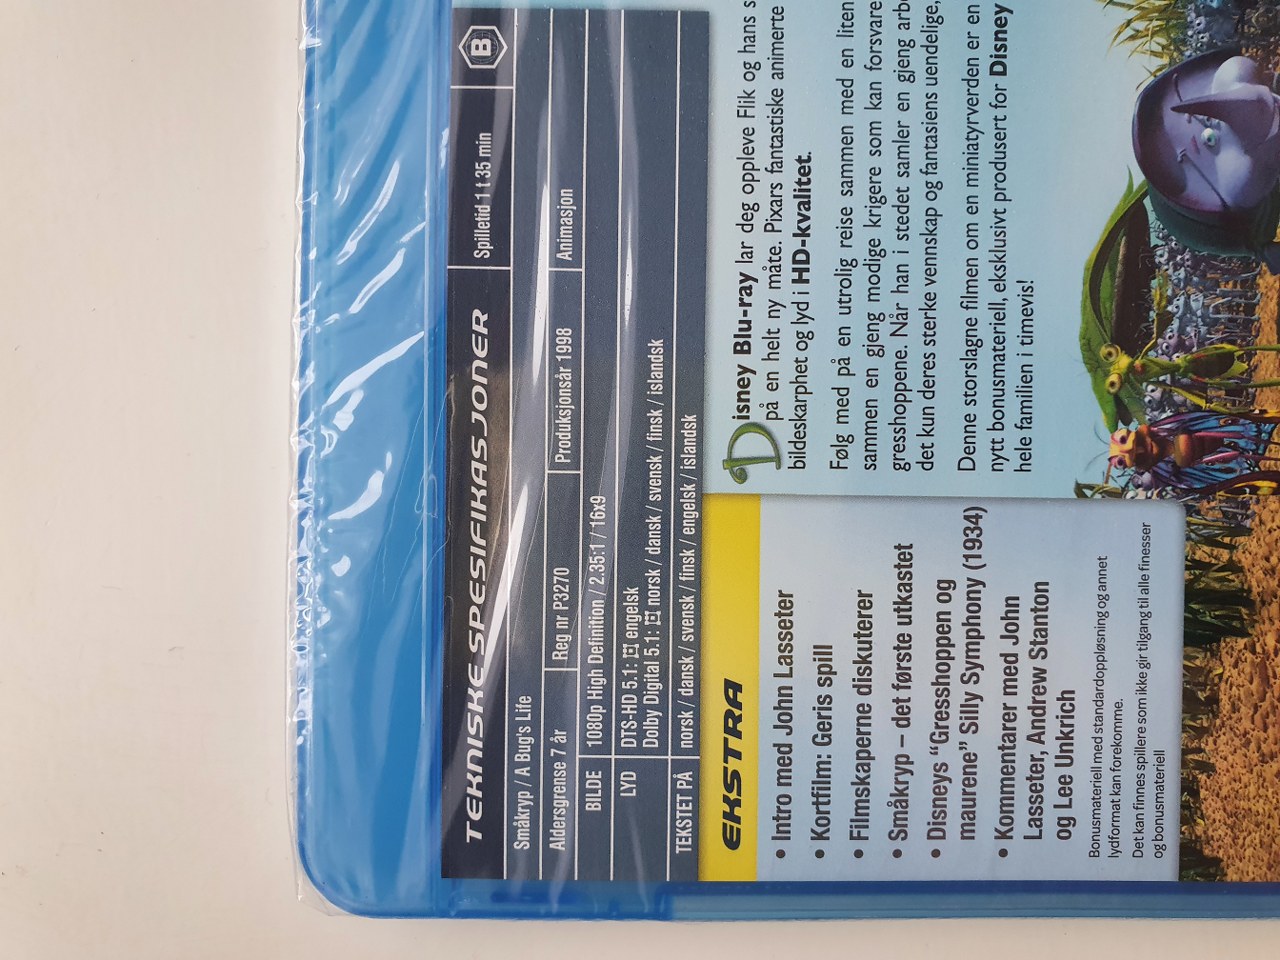 TEKNISKE SPESIFIKASJONER
Spilletid 1 t 35 min
B
Småkryp / A Bug's Life
Aldersgrense 7 år
Reg nr P3270
Produksjonsår 1998
Animasjon
BILDE
1080p High Definition / 2.35:1 / 16x9
LYD
DTS-HD 5.1: engelsk
Dolby Digital 5.1: norsk / dansk / svensk / finsk / islandsk
TEKSTET PÅ
norsk / dansk / svensk / finsk / engelsk / islandsk
EKSTRA
• Intro med John Lasseter
• Kortfilm: Geris spill
• Filmskaperne diskuterer
• Småkryp – det første utkastet
• Disneys “Gresshoppen og
maurene” Silly Symphony (1934)
• Kommentarer med John
Lasseter, Andrew Stanton
og Lee Unkrich
Bonusmateriell med standardoppløsning og annet
lydformat kan forekomme.
Det kan finnes spillere som ikke gir tilgang til alle finesser
og bonusmateriell
Disney Blu-ray lar deg oppleve Flik og hans
på en helt ny måte. Pixars fantastiske animerte
bildeskarphet og lyd i HD-kvalitet.
Følg med på en utrolig reise sammen med en liten
sammen en gjeng modige krigere som kan forsvare
gresshoppene. Når han i stedet samler en gjeng
det kun deres sterke vennskap og fantasiens uendelige,
Denne storslagne filmen om en miniatyrverden er en
nytt bonusmateriell, eksklusivt produsert for Disney
hele familien i timevis!